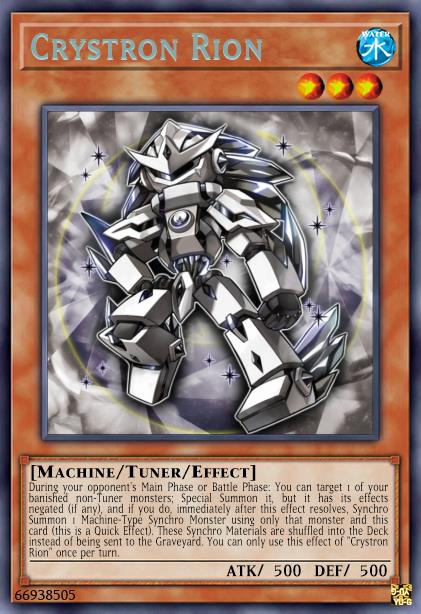 CRYSTRON RION
WATER
水
[MACHINE/TUNER/EFFECT]
During your opponent's Main Phase or Battle Phase: You can target 1 of your
banished non-Tuner monsters; Special Summon it, but it has its effects
negated (if any), and if you do, immediately after this effect resolves, Synchro
Summon 1 Machine-Type Synchro Monster using only that monster and this
card (this is a Quick Effect). These Synchro Materials are shuffled into the Deck
instead of being sent to the Graveyard. You can only use this effect of "Crystron
Rion" once per turn.
ATK/ 500 DEF/ 500
66938505